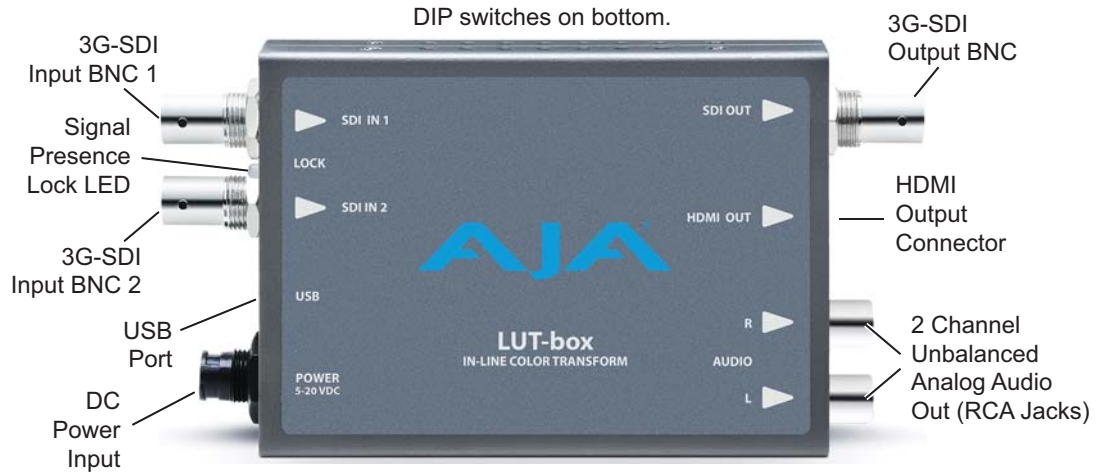 DIP switches on bottom.
3G-SDI
Input BNC 1
Signal
Presence
Lock LED
3G-SDI
Input BNC 2
USB
Port
DC
Power
Input
SDI IN 1
LOCK
SDI IN 2
USB
POWER
5-20 VDC
AJA
LUT-box
IN-LINE COLOR TRANSFORM
SDI OUT
HDMI OUT
R
AUDIO
L
3G-SDI
Output BNC
HDMI
Output
Connector
2 Channel
Unbalanced
Analog Audio
Out (RCA Jacks)